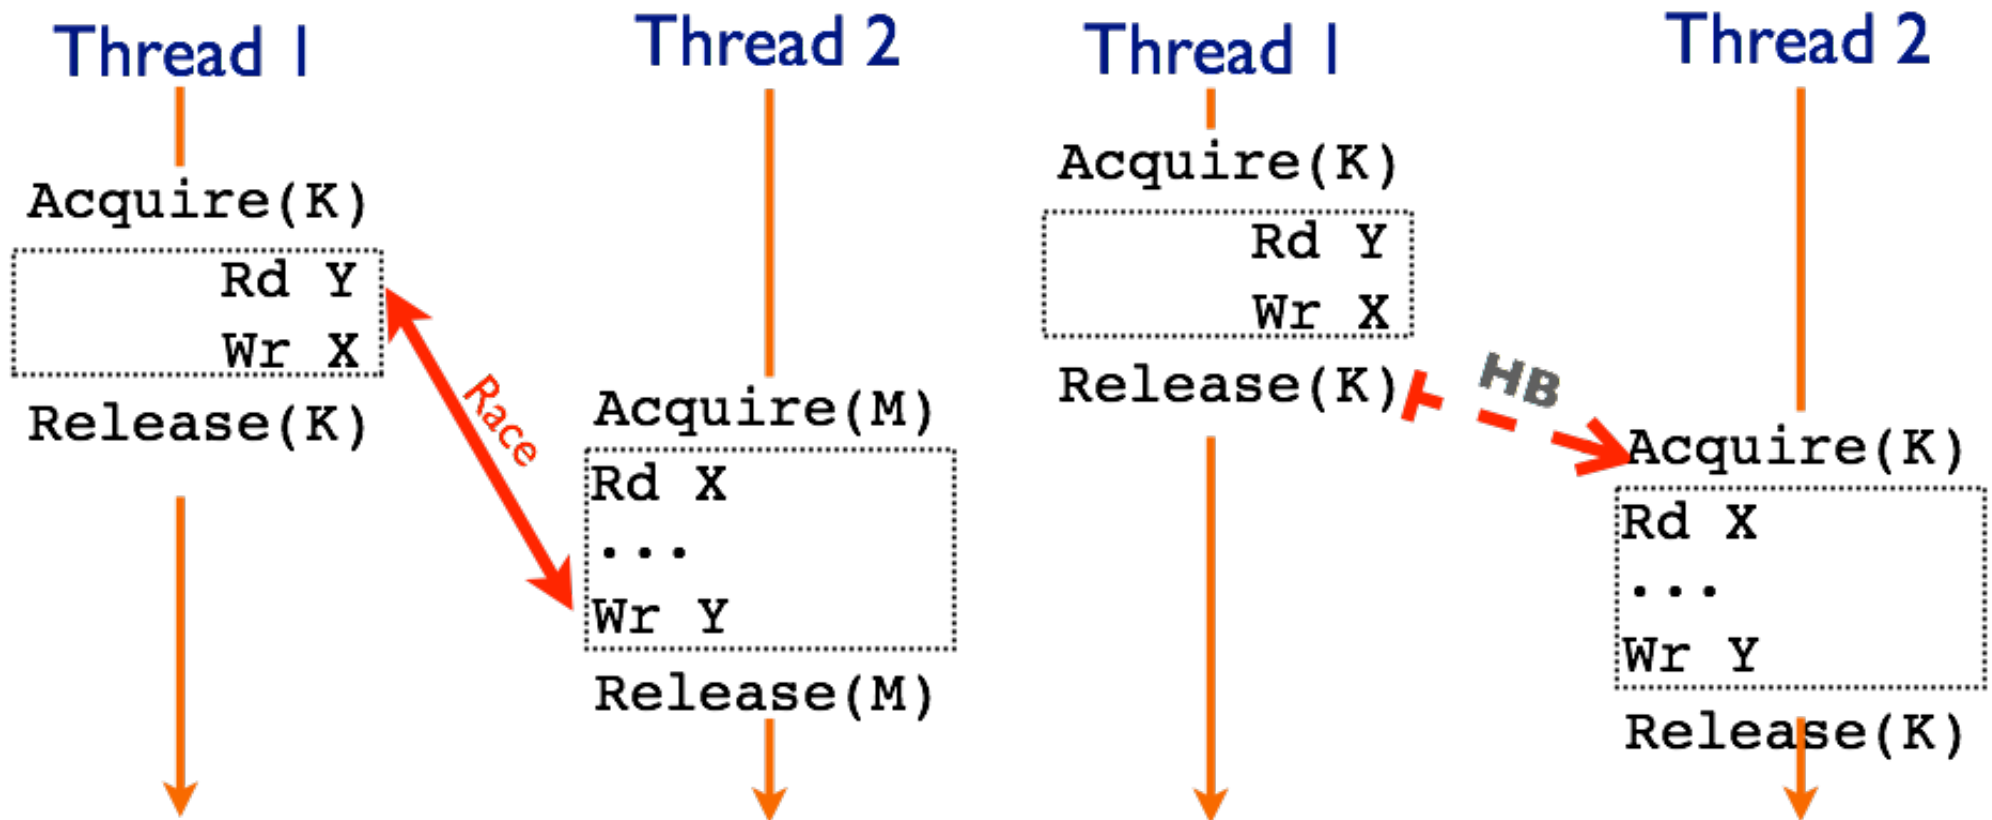 Thread 1
Acquire(K)
Rd Y
Wr X
Release(K)
Race
Thread 2
Acquire(M)
Rd X
...
Wr Y
Release(M)
Thread 1
Acquire(K)
Rd Y
Wr X
Release(K)
HB
Thread 2
Acquire(K)
Rd X
...
Wr Y
Release(K)